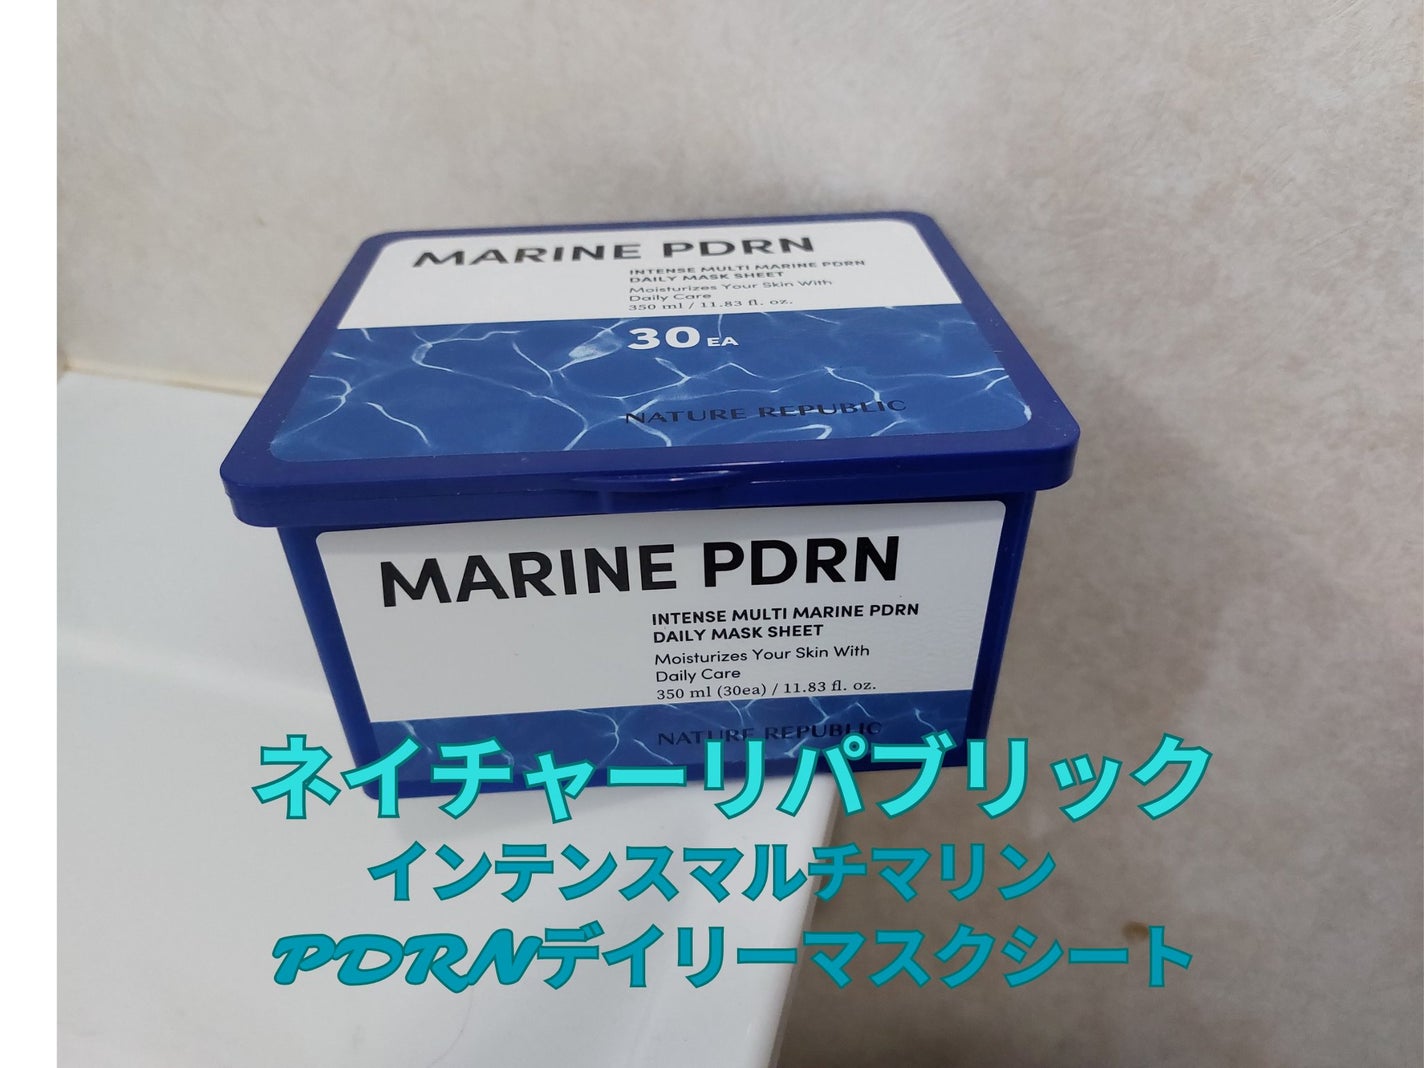 MARINE PDRN
INTENSE MULTI MARINE PDRN
DAILY MASK SHEET
Moisturizes Your Skin With
Daily Care
350 ml / 11.83 fl. oz.
30EA
NATURE REPUBLIC
MARINE PDRN
INTENSE MULTI MARINE PDRN
DAILY MASK SHEET
Moisturizes Your Skin With
Daily Care
350 ml (30ea) / 11.83 fl. oz.
NATURE REPUBLIC
ネイチャーリパブリック
インテンスマルチマリン
PDRNデイリーマスクシート